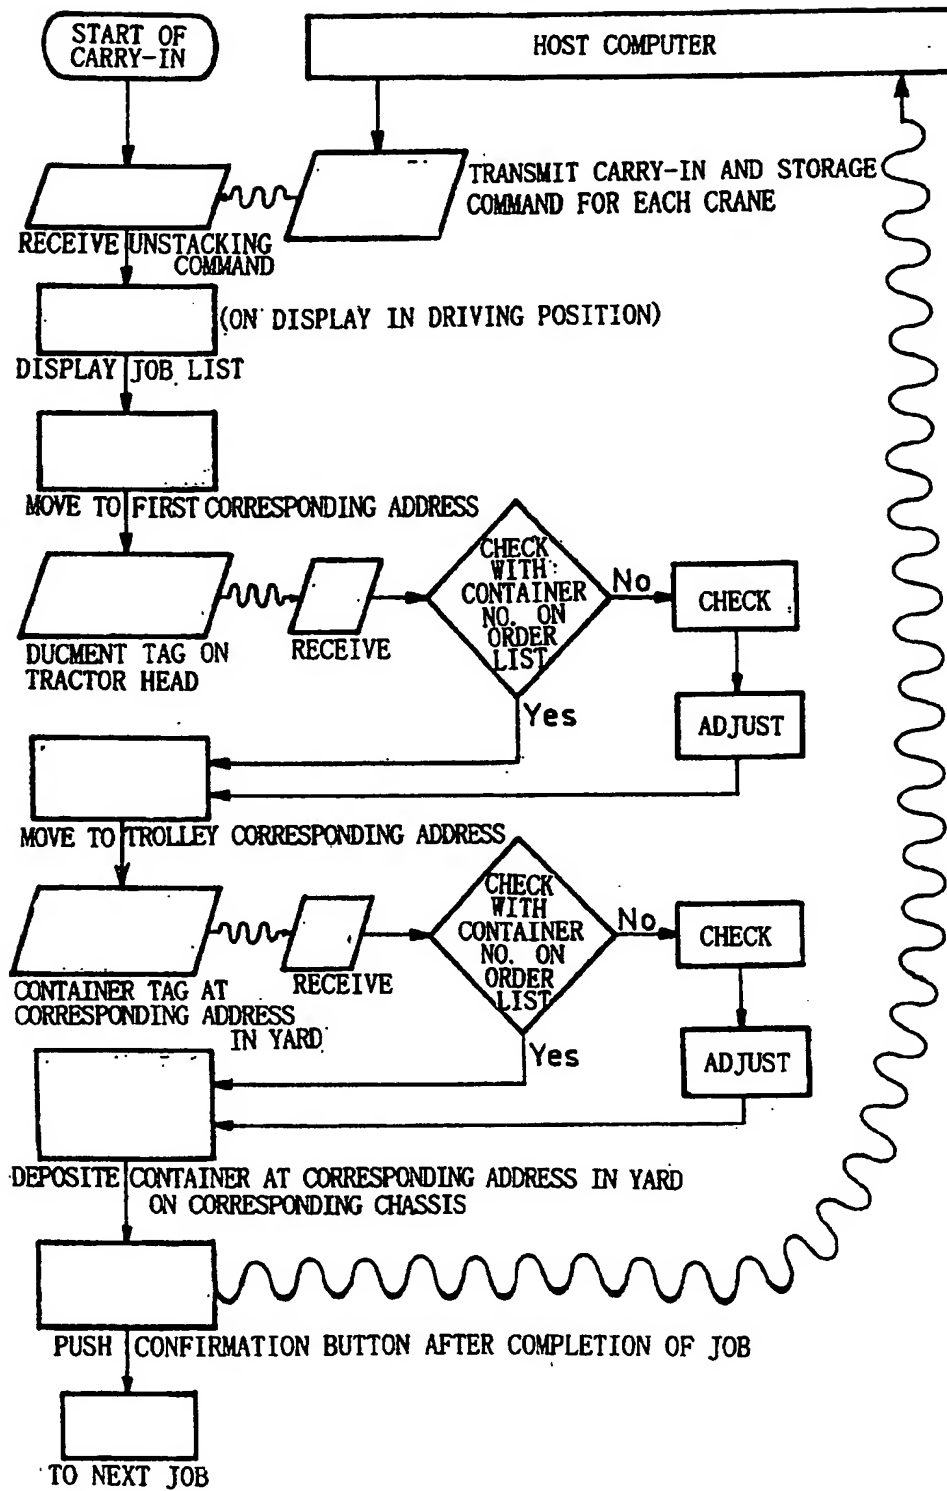 START OF
CARRY-IN
HOST COMPUTER
TRANSMIT CARRY-IN AND STORAGE
COMMAND FOR EACH CRANE
RECEIVE UNSTACKING
COMMAND
(ON DISPLAY IN DRIVING POSITION)
DISPLAY JOB LIST
MOVE TO FIRST CORRESPONDING ADDRESS
CHECK
WITH
CONTAINER
NO. ON
ORDER
LIST
No
CHECK
RECEIVE
DUCMENT TAG ON
TRACTOR HEAD
Yes
ADJUST
MOVE TO TROLLEY CORRESPONDING ADDRESS
CHECK
WITH
CONTAINER
NO. ON
ORDER
LIST
No
CHECK
RECEIVE
CONTAINER TAG AT
CORRESPONDING ADDRESS
IN YARD
Yes
ADJUST
DEPOSITE CONTAINER AT CORRESPONDING ADDRESS IN YARD
ON CORRESPONDING CHASSIS
PUSH CONFIRMATION BUTTON AFTER COMPLETION OF JOB
TO NEXT JOB